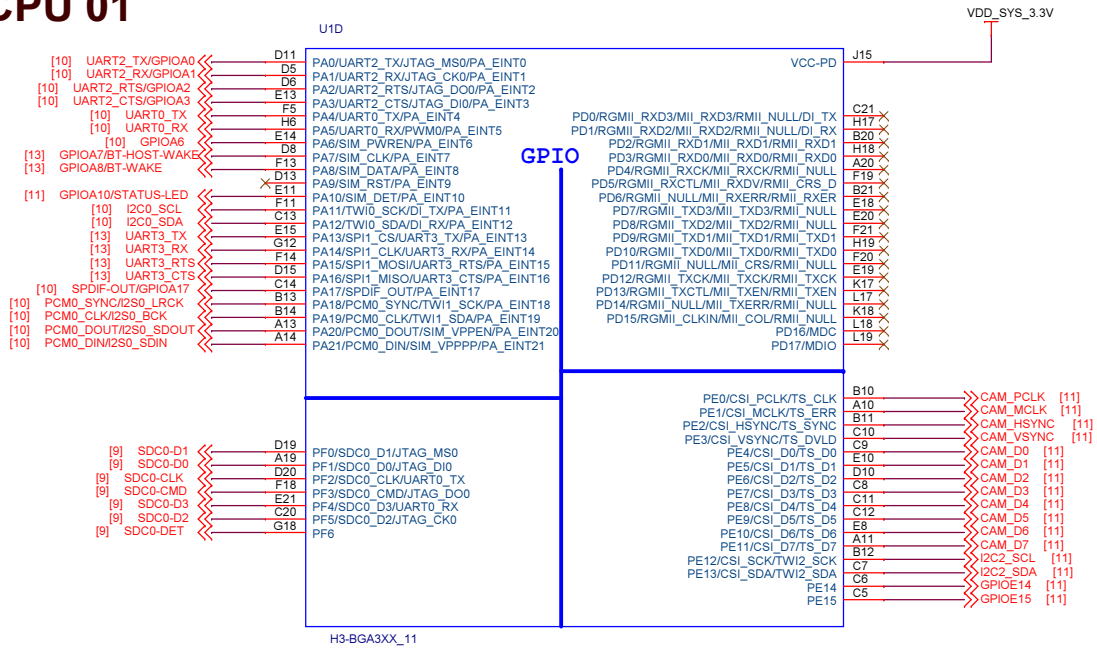 CPU 01
VDD_SYS_3.3V
U1D
GPIO
[10] UART2_TX/GPIOA0 D11 PA0/UART2_TX/JTAG_MS0/PA_EINT0
[10] UART2_RX/GPIOA1 D5 PA1/UART2_RX/JTAG_CK0/PA_EINT1
[10] UART2_RTS/GPIOA2 D6 PA2/UART2_RTS/JTAG_DO0/PA_EINT2
[10] UART2_CTS/GPIOA3 E13 PA3/UART2_CTS/JTAG_DI0/PA_EINT3
[10] UART0_TX F5 PA4/UART0_TX/PA_EINT4
[10] UART0_RX H6 PA5/UART0_RX/PWM0/PA_EINT5
[10] GPIOA6 E14 PA6/SIM_PWREN/PA_EINT6
[13] GPIOA7/BT-HOST-WAKE D8 PA7/SIM_CLK/PA_EINT7
[13] GPIOA8/BT-WAKE F13 PA8/SIM_DATA/PA_EINT8
D13 PA9/SIM_RST/PA_EINT9
[11] GPIOA10/STATUS-LED E11 PA10/SIM_DET/PA_EINT10
[10] I2C0_SCL F11 PA11/TWI0_SCK/DI_TX/PA_EINT11
[10] I2C0_SDA C13 PA12/TWI0_SDA/DI_RX/PA_EINT12
[13] UART3_TX E15 PA13/SPI1_CS/UART3_TX/PA_EINT13
[13] UART3_RX G12 PA14/SPI1_CLK/UART3_RX/PA_EINT14
[13] UART3_RTS F14 PA15/SPI1_MOSI/UART3_RTS/PA_EINT15
[13] UART3_CTS D15 PA16/SPI1_MISO/UART3_CTS/PA_EINT16
[10] SPDIF-OUT/GPIOA17 C14 PA17/SPDIF_OUT/PA_EINT17
[10] PCM0_SYNC/I2S0_LRCK B13 PA18/PCM0_SYNC/TWI1_SCK/PA_EINT18
[10] PCM0_CLK/I2S0_BCK B14 PA19/PCM0_CLK/TWI1_SDA/PA_EINT19
[10] PCM0_DOUT/I2S0_SDOUT A13 PA20/PCM0_DOUT/SIM_VPPEN/PA_EINT20
[10] PCM0_DIN/I2S0_SDIN A14 PA21/PCM0_DIN/SIM_VPPPP/PA_EINT21
VCC-PD J15
PD0/RGMII_RXD3/MII_RXD3/RMII_NULL/DI_TX C21
PD1/RGMII_RXD2/MII_RXD2/RMII_NULL/DI_RX H17
PD2/RGMII_RXD1/MII_RXD1/RMII_RXD1 B20
PD3/RGMII_RXD0/MII_RXD0/RMII_RXD0 H18
PD4/RGMII_RXCK/MII_RXCK/RMII_NULL A20
PD5/RGMII_RXCTL/MII_RXDV/RMII_CRS_D F19
PD6/RGMII_NULL/MII_RXERR/RMII_RXER B21
PD7/RGMII_TXD3/MII_TXD3/RMII_NULL E18
PD8/RGMII_TXD2/MII_TXD2/RMII_NULL E20
PD9/RGMII_TXD1/MII_TXD1/RMII_TXD1 F21
PD10/RGMII_TXD0/MII_TXD0/RMII_TXD0 H19
PD11/RGMII_NULL/MII_CRS/RMII_NULL F20
PD12/RGMII_TXCK/MII_TXCK/RMII_TXCK E19
PD13/RGMII_TXCTL/MII_TXEN/RMII_TXEN K17
PD14/RGMII_NULL/MII_TXERR/RMII_NULL L17
PD15/RGMII_CLKIN/MII_COL/RMII_NULL K18
PD16/MDC L18
PD17/MDIO L19
[9] SDC0-D1 D19 PF0/SDC0_D1/JTAG_MS0
[9] SDC0-D0 A19 PF1/SDC0_D0/JTAG_DI0
[9] SDC0-CLK D20 PF2/SDC0_CLK/UART0_TX
[9] SDC0-CMD F18 PF3/SDC0_CMD/JTAG_DO0
[9] SDC0-D3 E21 PF4/SDC0_D3/UART0_RX
[9] SDC0-D2 C20 PF5/SDC0_D2/JTAG_CK0
[9] SDC0-DET G18 PF6
PE0/CSI_PCLK/TS_CLK B10 CAM_PCLK [11]
PE1/CSI_MCLK/TS_ERR A10 CAM_MCLK [11]
PE2/CSI_HSYNC/TS_SYNC B11 CAM_HSYNC [11]
PE3/CSI_VSYNC/TS_DVLD C10 CAM_VSYNC [11]
PE4/CSI_D0/TS_D0 C9 CAM_D0 [11]
PE5/CSI_D1/TS_D1 E10 CAM_D1 [11]
PE6/CSI_D2/TS_D2 D10 CAM_D2 [11]
PE7/CSI_D3/TS_D3 C8 CAM_D3 [11]
PE8/CSI_D4/TS_D4 C11 CAM_D4 [11]
PE9/CSI_D5/TS_D5 C12 CAM_D5 [11]
PE10/CSI_D6/TS_D6 E8 CAM_D6 [11]
PE11/CSI_D7/TS_D7 A11 CAM_D7 [11]
PE12/CSI_SCK/TWI2_SCK B12 I2C2_SCL [11]
PE13/CSI_SDA/TWI2_SDA C7 I2C2_SDA [11]
PE14 C6 GPIOE14 [11]
PE15 C5 GPIOE15 [11]
H3-BGA3XX_11